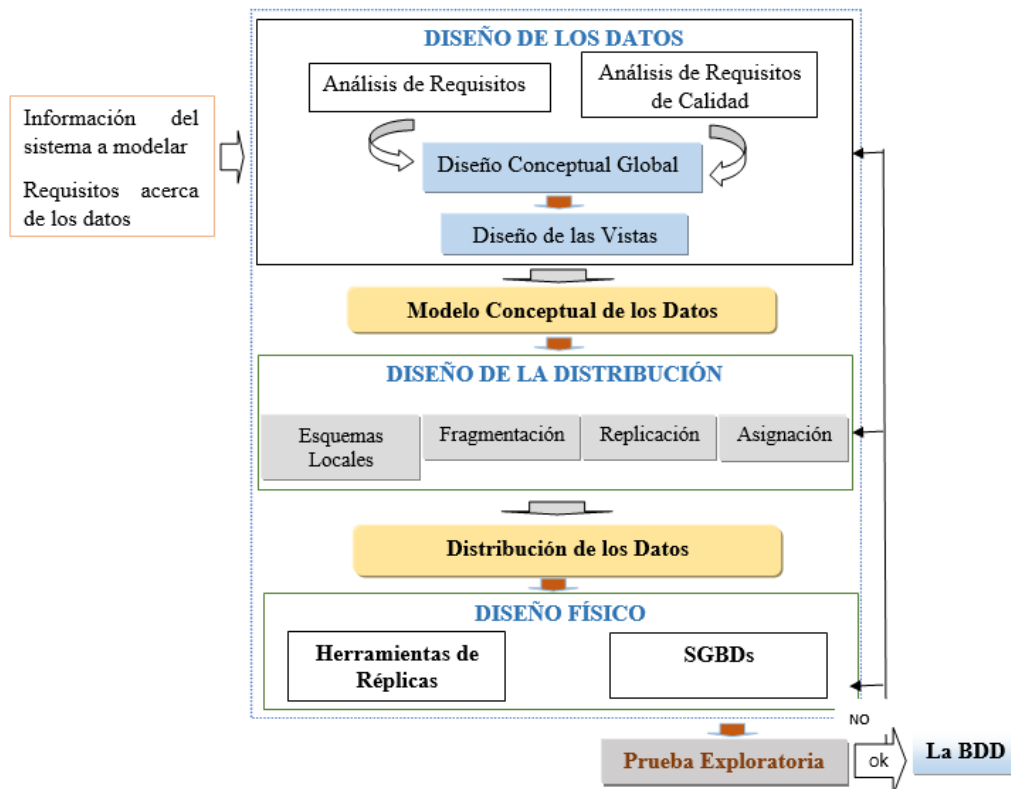 DISEÑO DE LOS DATOS
Análisis de Requisitos
Análisis de Requisitos
de Calidad
Información del
sistema a modelar
Requisitos acerca
de los datos
Diseño Conceptual Global
Diseño de las Vistas
Modelo Conceptual de los Datos
DISEÑO DE LA DISTRIBUCIÓN
Esquemas
Locales
Fragmentación
Replicación
Asignación
Distribución de los Datos
DISEÑO FÍSICO
Herramientas de
Réplicas
SGBDs
NO
Prueba Exploratoria
ok
La BDD